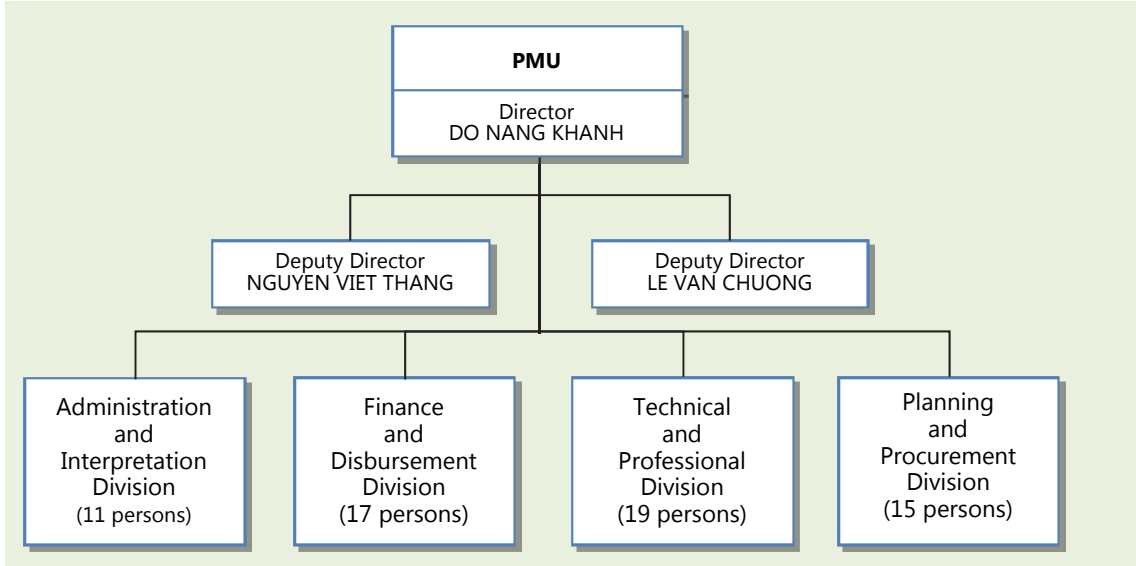 PMU
Director
DO NANG KHANH
Deputy Director
NGUYEN VIET THANG
Deputy Director
LE VAN CHUONG
Administration
and
Interpretation
Division
(11 persons)
Finance
and
Disbursement
Division
(17 persons)
Technical
and
Professional
Division
(19 persons)
Planning
and
Procurement
Division
(15 persons)